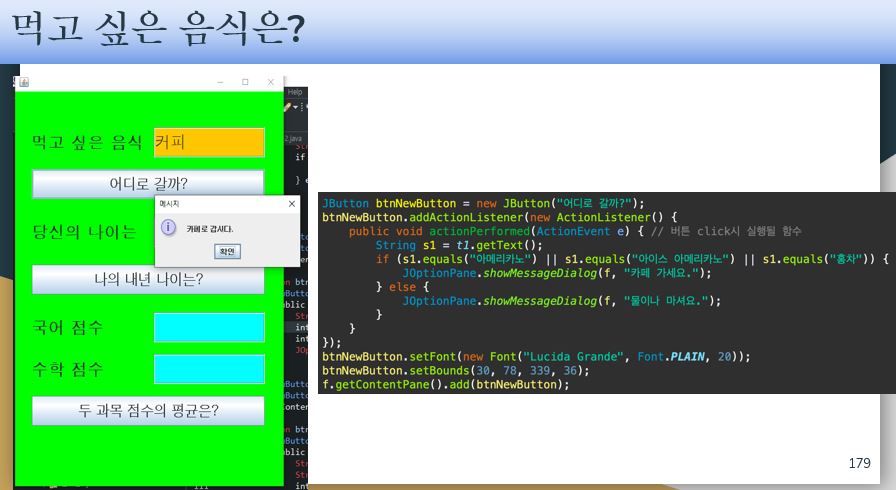 먹고 싶은 음식은?
Help
2.java
먹고 싶은 음식
커피
어디로 갈까?
메시지
카페로 갑시다.
확인
당신의 나이는
나의 내년 나이는?
국어 점수
수학 점수
두 과목 점수의 평균은?
JButton btnNewButton = new JButton("어디로 갈까?");
btnNewButton.addActionListener(new ActionListener() {
public void actionPerformed(ActionEvent e) { // 버튼 click시 실행될 함수
String s1 = t1.getText();
if (s1.equals("아메리카노") || s1.equals("아이스 아메리카노") || s1.equals("홍차")) {
JOptionPane.showMessageDialog(f, "카페 가세요.");
} else {
JOptionPane.showMessageDialog(f, "물이나 마셔요.");
}
}
});
btnNewButton.setFont(new Font("Lucida Grande", Font.PLAIN, 20));
btnNewButton.setBounds(30, 78, 339, 36);
f.getContentPane().add(btnNewButton);
179